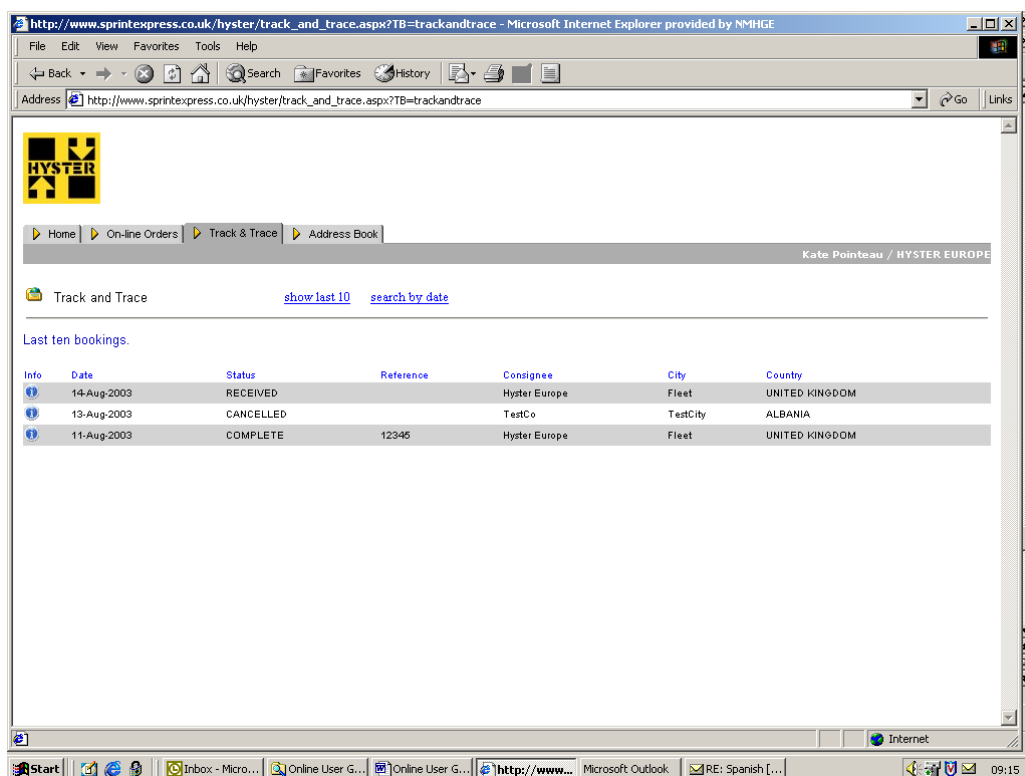 http://www.sprintexpress.co.uk/hyster/track_and_trace.aspx?TB=trackandtrace - Microsoft Internet Explorer provided by NMHGE
File Edit View Favorites Tools Help
Back Search Favorites History
Address http://www.sprintexpress.co.uk/hyster/track_and_trace.aspx?TB=trackandtrace Go Links
HYSTER
Home On-line Orders Track & Trace Address Book
Kate Pointeau / HYSTER EUROPE
Track and Trace show last 10 search by date
Last ten bookings.
Info Date Status Reference Consignee City Country
14-Aug-2003 RECEIVED Hyster Europe Fleet UNITED KINGDOM
13-Aug-2003 CANCELLED TestCo TestCity ALBANIA
11-Aug-2003 COMPLETE 12345 Hyster Europe Fleet UNITED KINGDOM
Internet
Start Inbox - Micro... Online User G... Online User G... http://www... Microsoft Outlook RE: Spanish [... 09:15